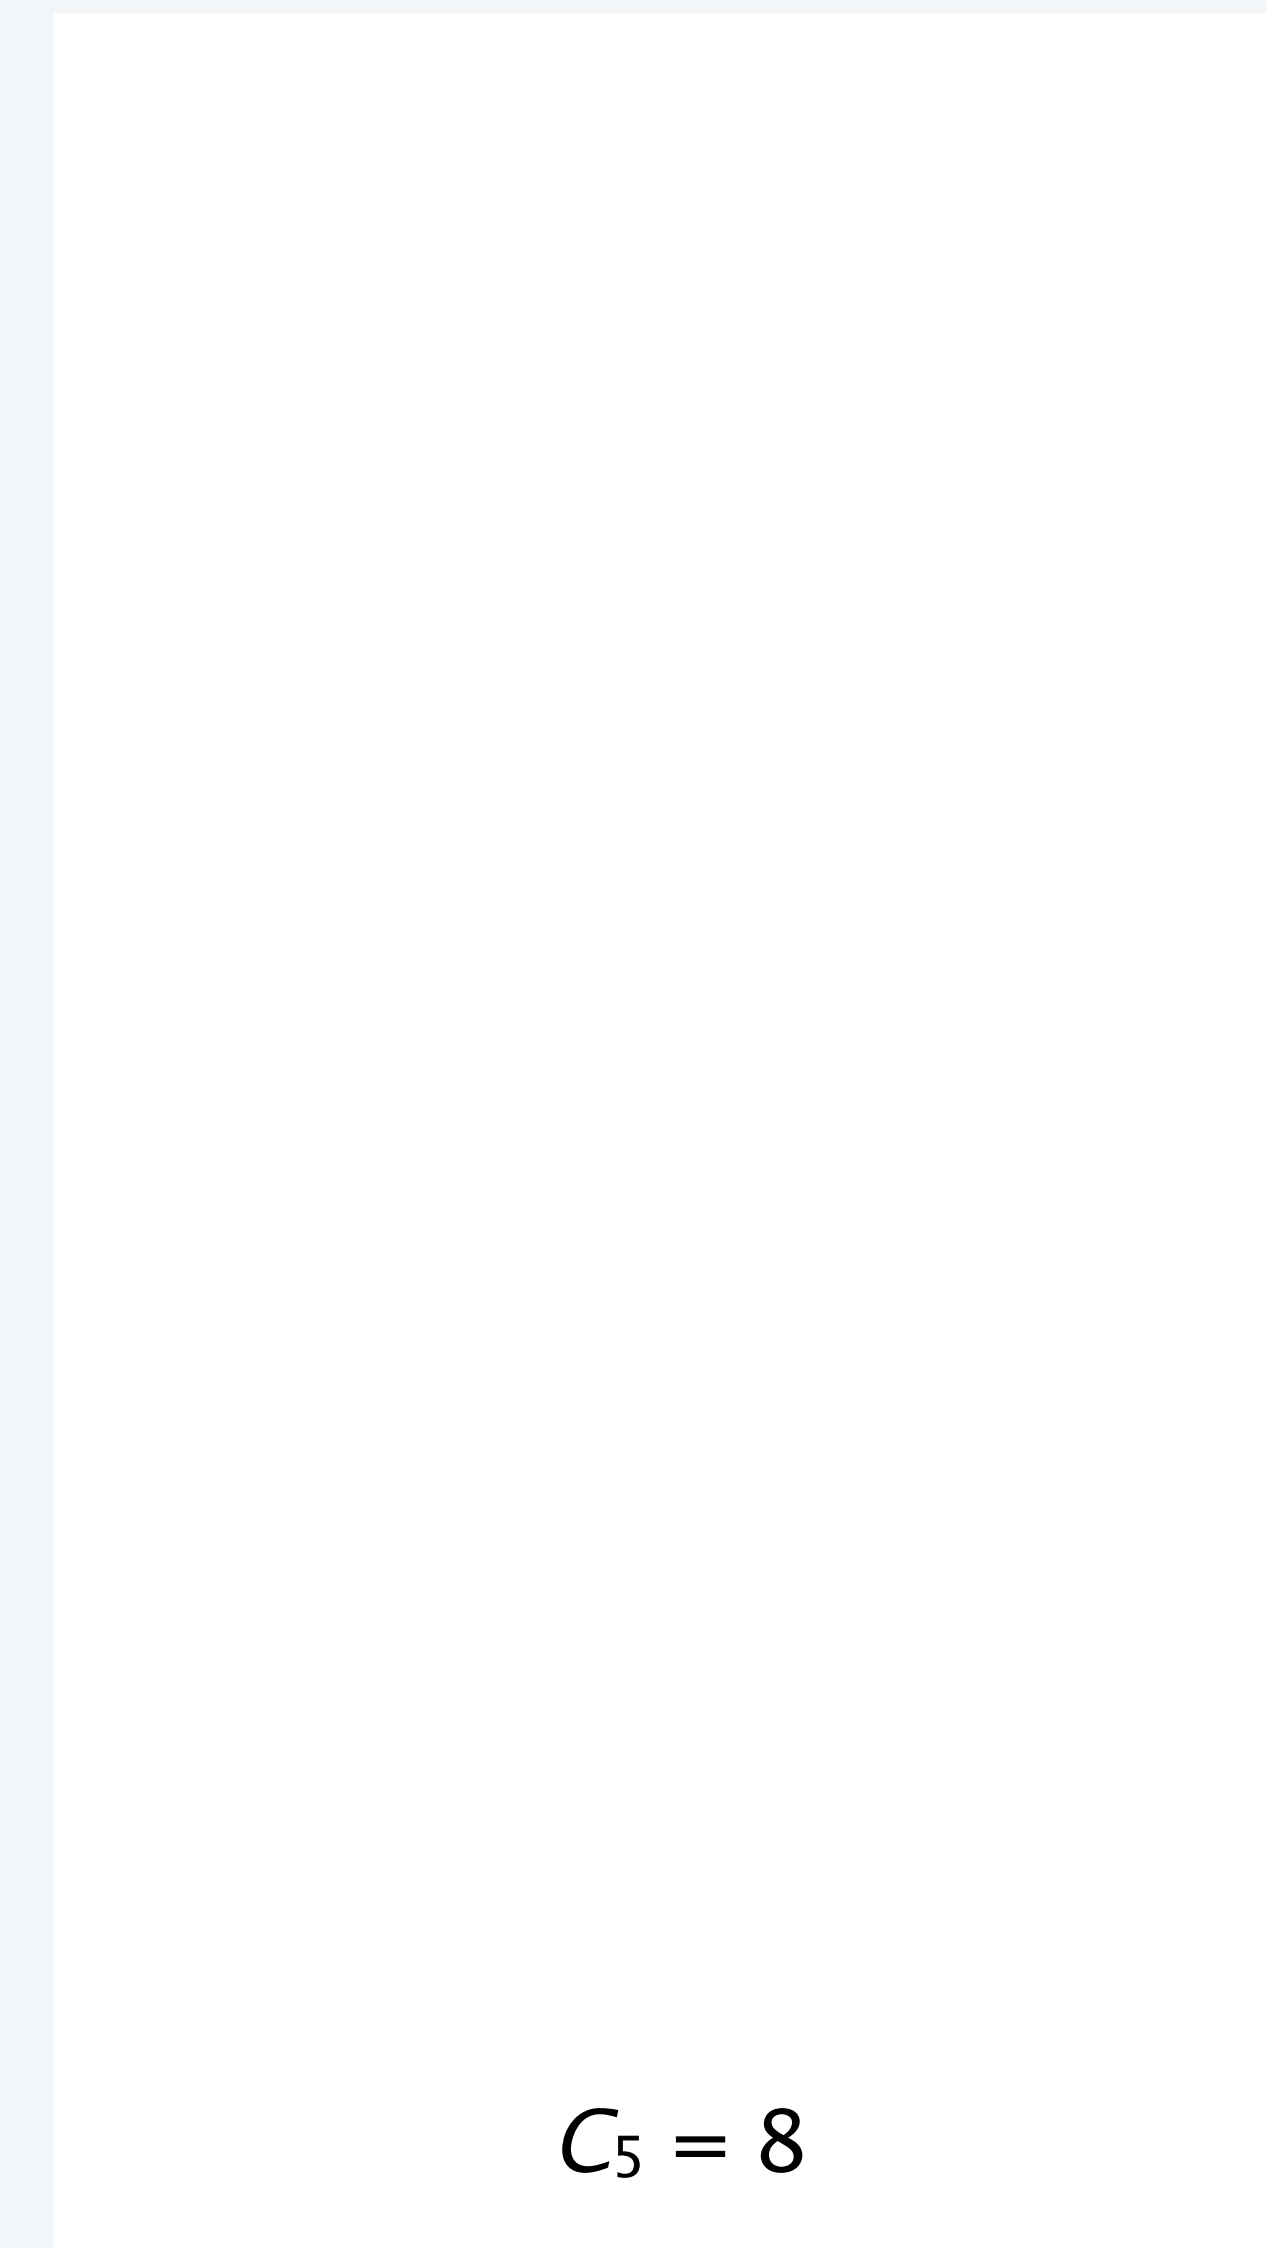 C₅ = 8